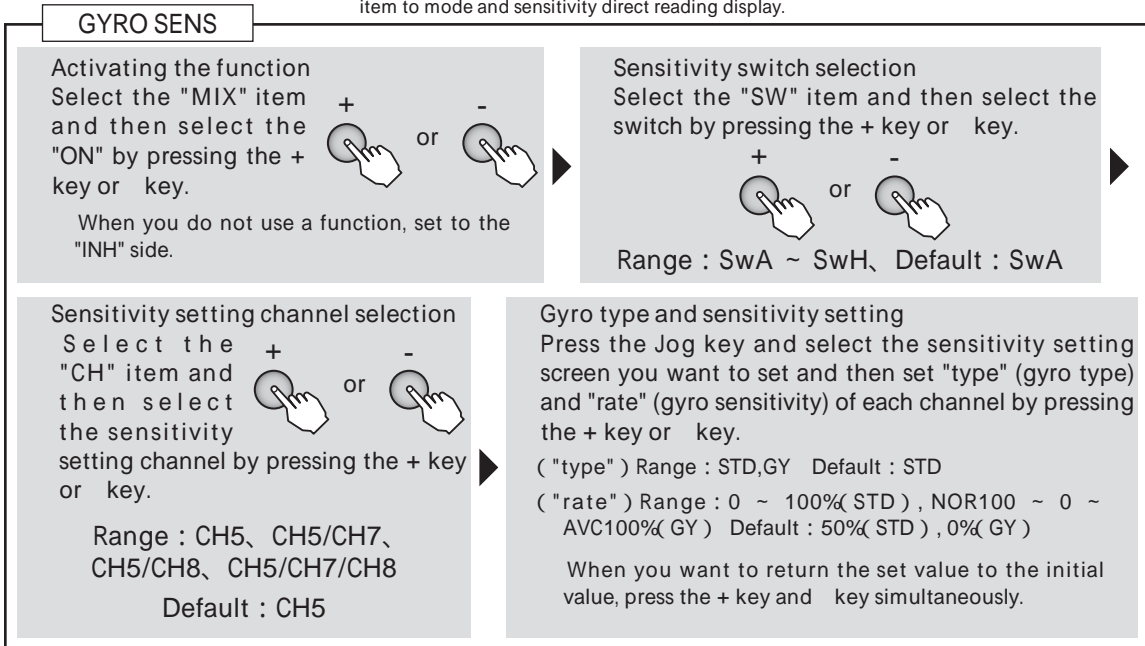 item to mode and sensitivity direct reading display.
GYRO SENS
Activating the function
Select the "MIX" item
and then select the
"ON" by pressing the +
key or key.
+
or
-
When you do not use a function, set to the
"INH" side.
Sensitivity switch selection
Select the "SW" item and then select the
switch by pressing the + key or key.
+
or
-
Range：SwA ~ SwH、Default：SwA
Sensitivity setting channel selection
Select the
"CH" item and
then select
the sensitivity
setting channel by pressing the + key
or key.
+
or
-
Range：CH5、CH5/CH7、
CH5/CH8、CH5/CH7/CH8
Default：CH5
Gyro type and sensitivity setting
Press the Jog key and select the sensitivity setting
screen you want to set and then set "type" (gyro type)
and "rate" (gyro sensitivity) of each channel by pressing
the + key or key.
("type") Range：STD,GY Default：STD
("rate") Range：0 ~ 100%(STD), NOR100 ~ 0 ~
AVC100%(GY) Default：50%(STD), 0%(GY)
When you want to return the set value to the initial
value, press the + key and key simultaneously.